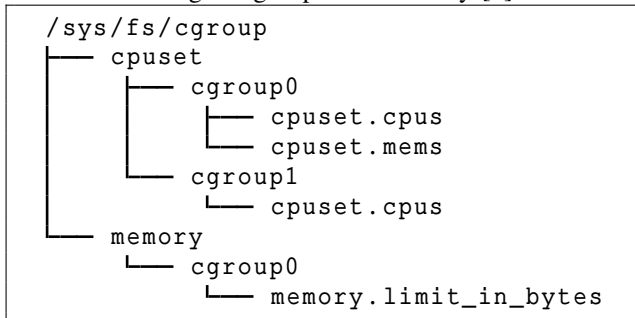 /sys/fs/cgroup
├── cpuset
│   ├── cgroup0
│   │   ├── cpuset.cpus
│   │   └── cpuset.mems
│   └── cgroup1
│       └── cpuset.cpus
└── memory
    └── cgroup0
        └── memory.limit_in_bytes